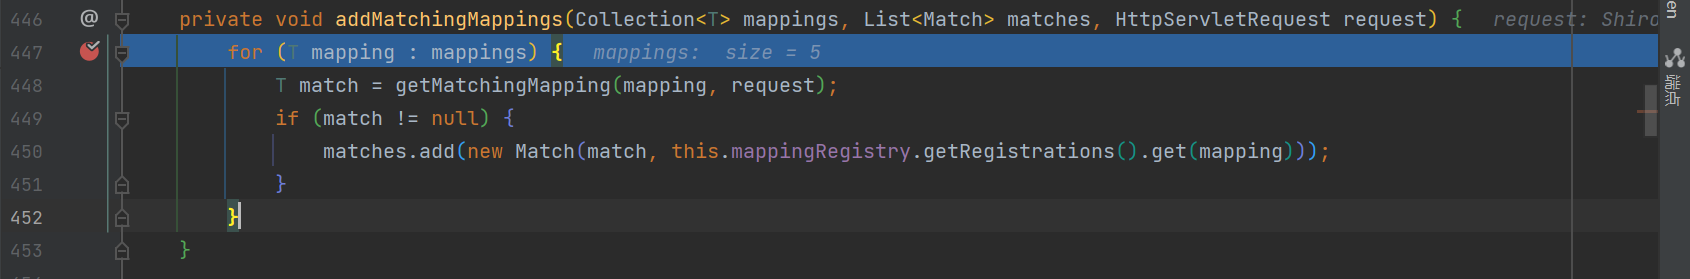 446 @ private void addMatchingMappings(Collection<T> mappings, List<Match> matches, HttpServletRequest request) { request: Shiro
447 for (T mapping : mappings) { mappings: size = 5
448 T match = getMatchingMapping(mapping, request);
449 if (match != null) {
450 matches.add(new Match(match, this.mappingRegistry.getRegistrations().get(mapping)));
451 }
452 }
453 }
en